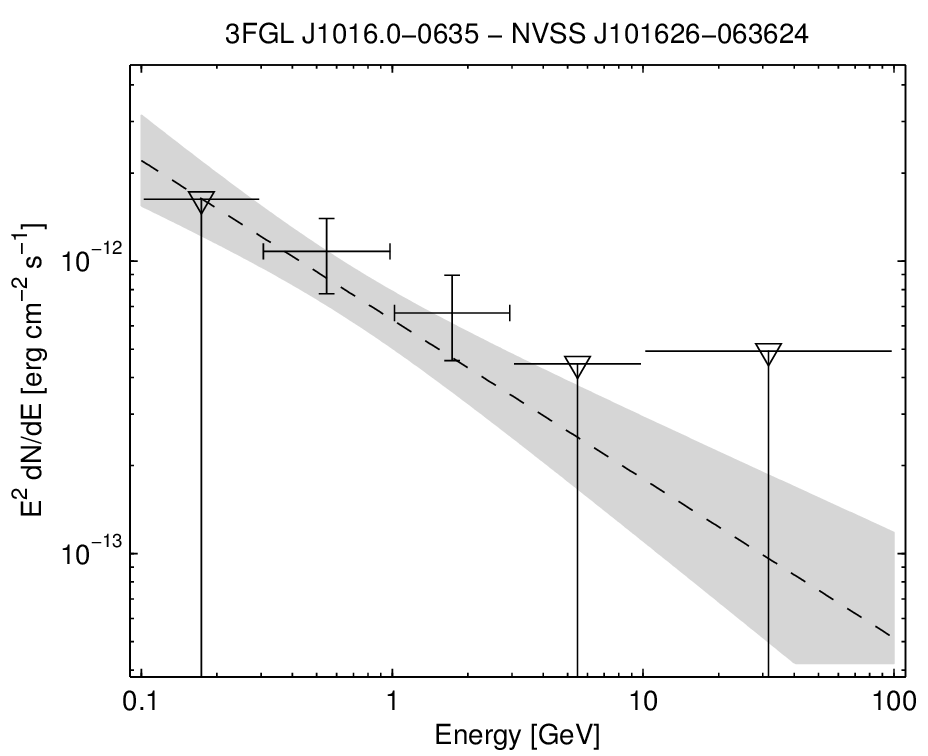 3FGL J1016.0−0635 − NVSS J101626−063624
E² dN/dE [erg cm⁻² s⁻¹]
10⁻¹²
10⁻¹³
0.1 1 10 100
Energy [GeV]